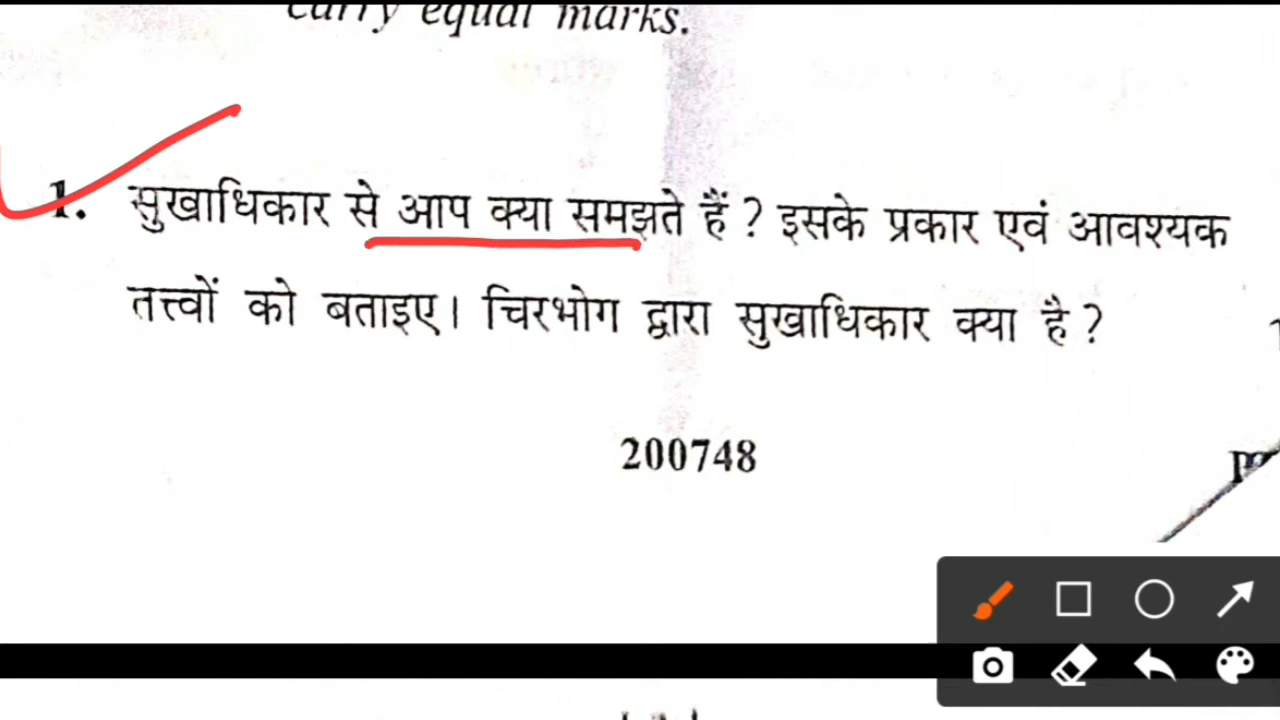 carry equal marks.
1. सुखाधिकार से आप क्या समझते हैं ? इसके प्रकार एवं आवश्यक
तत्त्वों को बताइए। चिरभोग द्वारा सुखाधिकार क्या है ?
200748